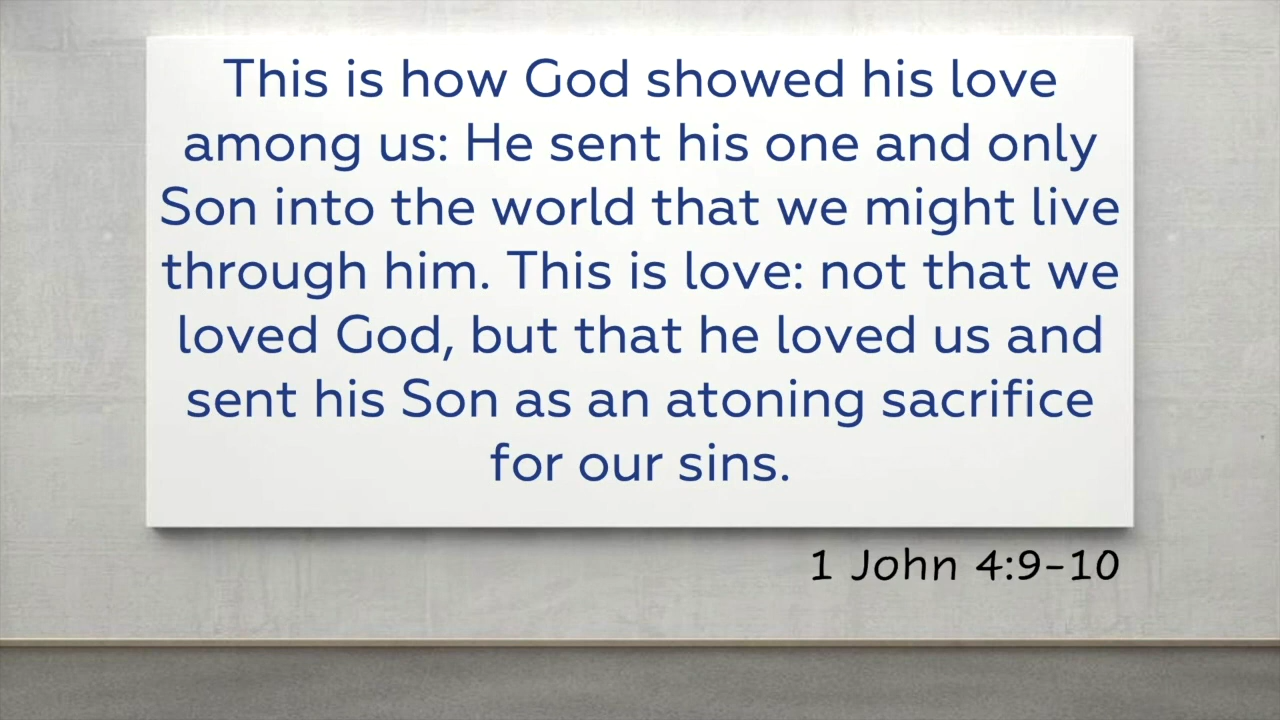 This is how God showed his love
among us: He sent his one and only
Son into the world that we might live
through him. This is love: not that we
loved God, but that he loved us and
sent his Son as an atoning sacrifice
for our sins.
1 John 4:9-10